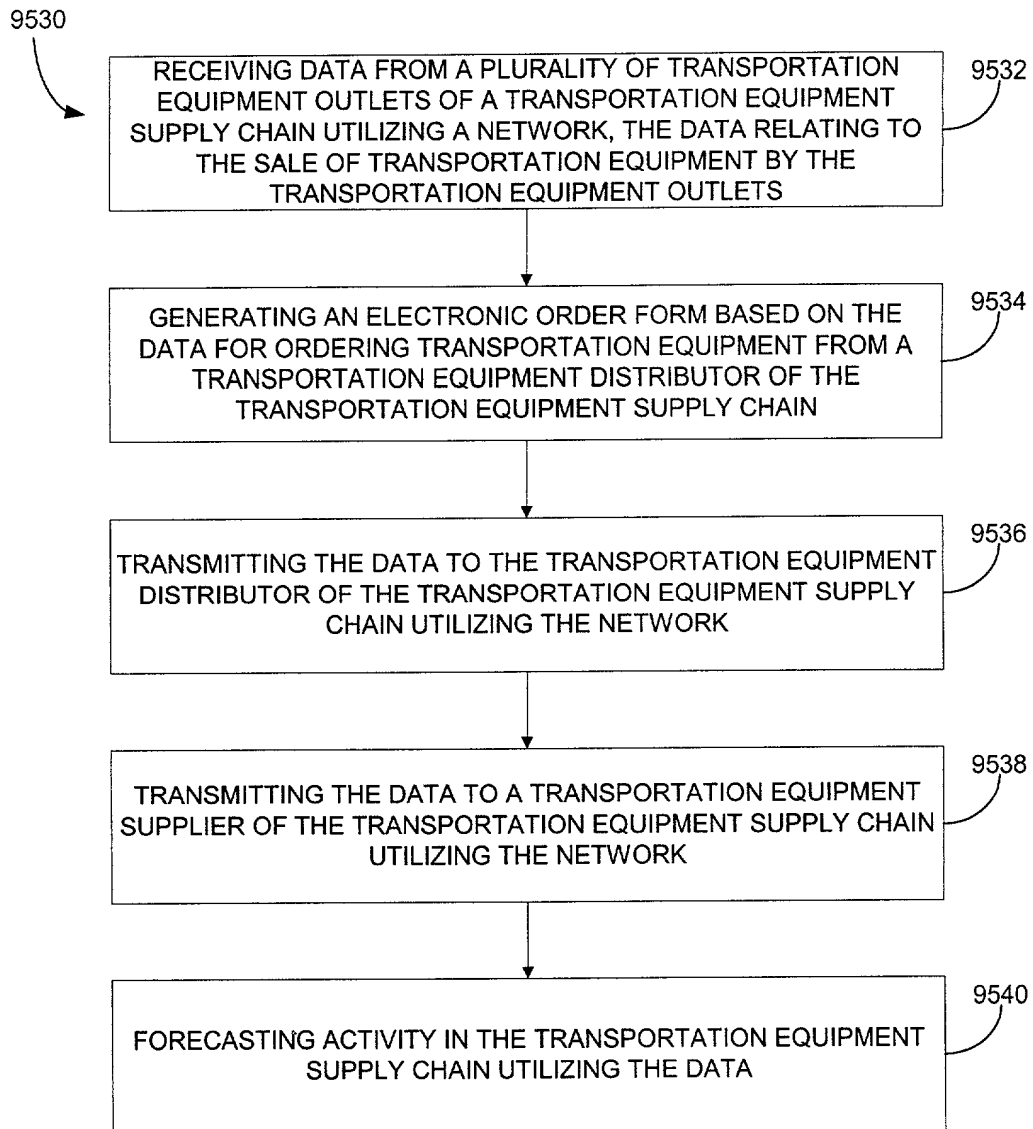 9530
RECEIVING DATA FROM A PLURALITY OF TRANSPORTATION
EQUIPMENT OUTLETS OF A TRANSPORTATION EQUIPMENT
SUPPLY CHAIN UTILIZING A NETWORK, THE DATA RELATING TO
THE SALE OF TRANSPORTATION EQUIPMENT BY THE
TRANSPORTATION EQUIPMENT OUTLETS
9532
GENERATING AN ELECTRONIC ORDER FORM BASED ON THE
DATA FOR ORDERING TRANSPORTATION EQUIPMENT FROM A
TRANSPORTATION EQUIPMENT DISTRIBUTOR OF THE
TRANSPORTATION EQUIPMENT SUPPLY CHAIN
9534
TRANSMITTING THE DATA TO THE TRANSPORTATION EQUIPMENT
DISTRIBUTOR OF THE TRANSPORTATION EQUIPMENT SUPPLY
CHAIN UTILIZING THE NETWORK
9536
TRANSMITTING THE DATA TO A TRANSPORTATION EQUIPMENT
SUPPLIER OF THE TRANSPORTATION EQUIPMENT SUPPLY CHAIN
UTILIZING THE NETWORK
9538
FORECASTING ACTIVITY IN THE TRANSPORTATION EQUIPMENT
SUPPLY CHAIN UTILIZING THE DATA
9540